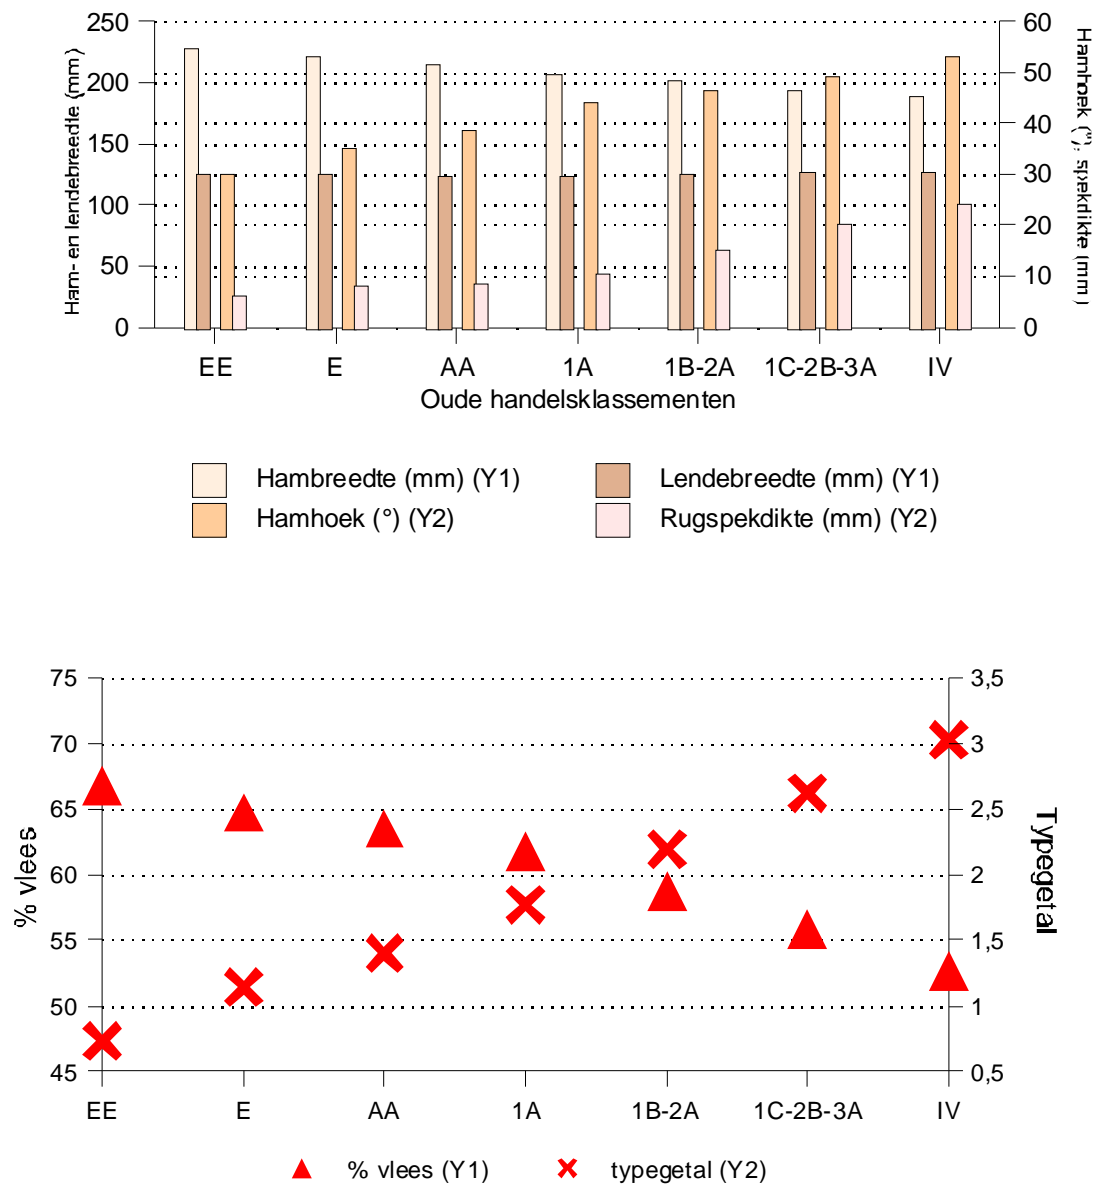 250
200
150
100
50
0
Ham- en lendebreedte (mm)
60
50
40
30
20
10
0
Hamhoek (°), spekdikte (mm)
EE E AA 1A 1B-2A 1C-2B-3A IV
Oude handelsklassementen
Hambreedte (mm) (Y1) Lendebreedte (mm) (Y1)
Hamhoek (°) (Y2) Rugspekdikte (mm) (Y2)
75
70
65
60
55
50
45
% vlees
3,5
3
2,5
2
1,5
1
0,5
Typegetal
EE E AA 1A 1B-2A 1C-2B-3A IV
% vlees (Y1) typegetal (Y2)